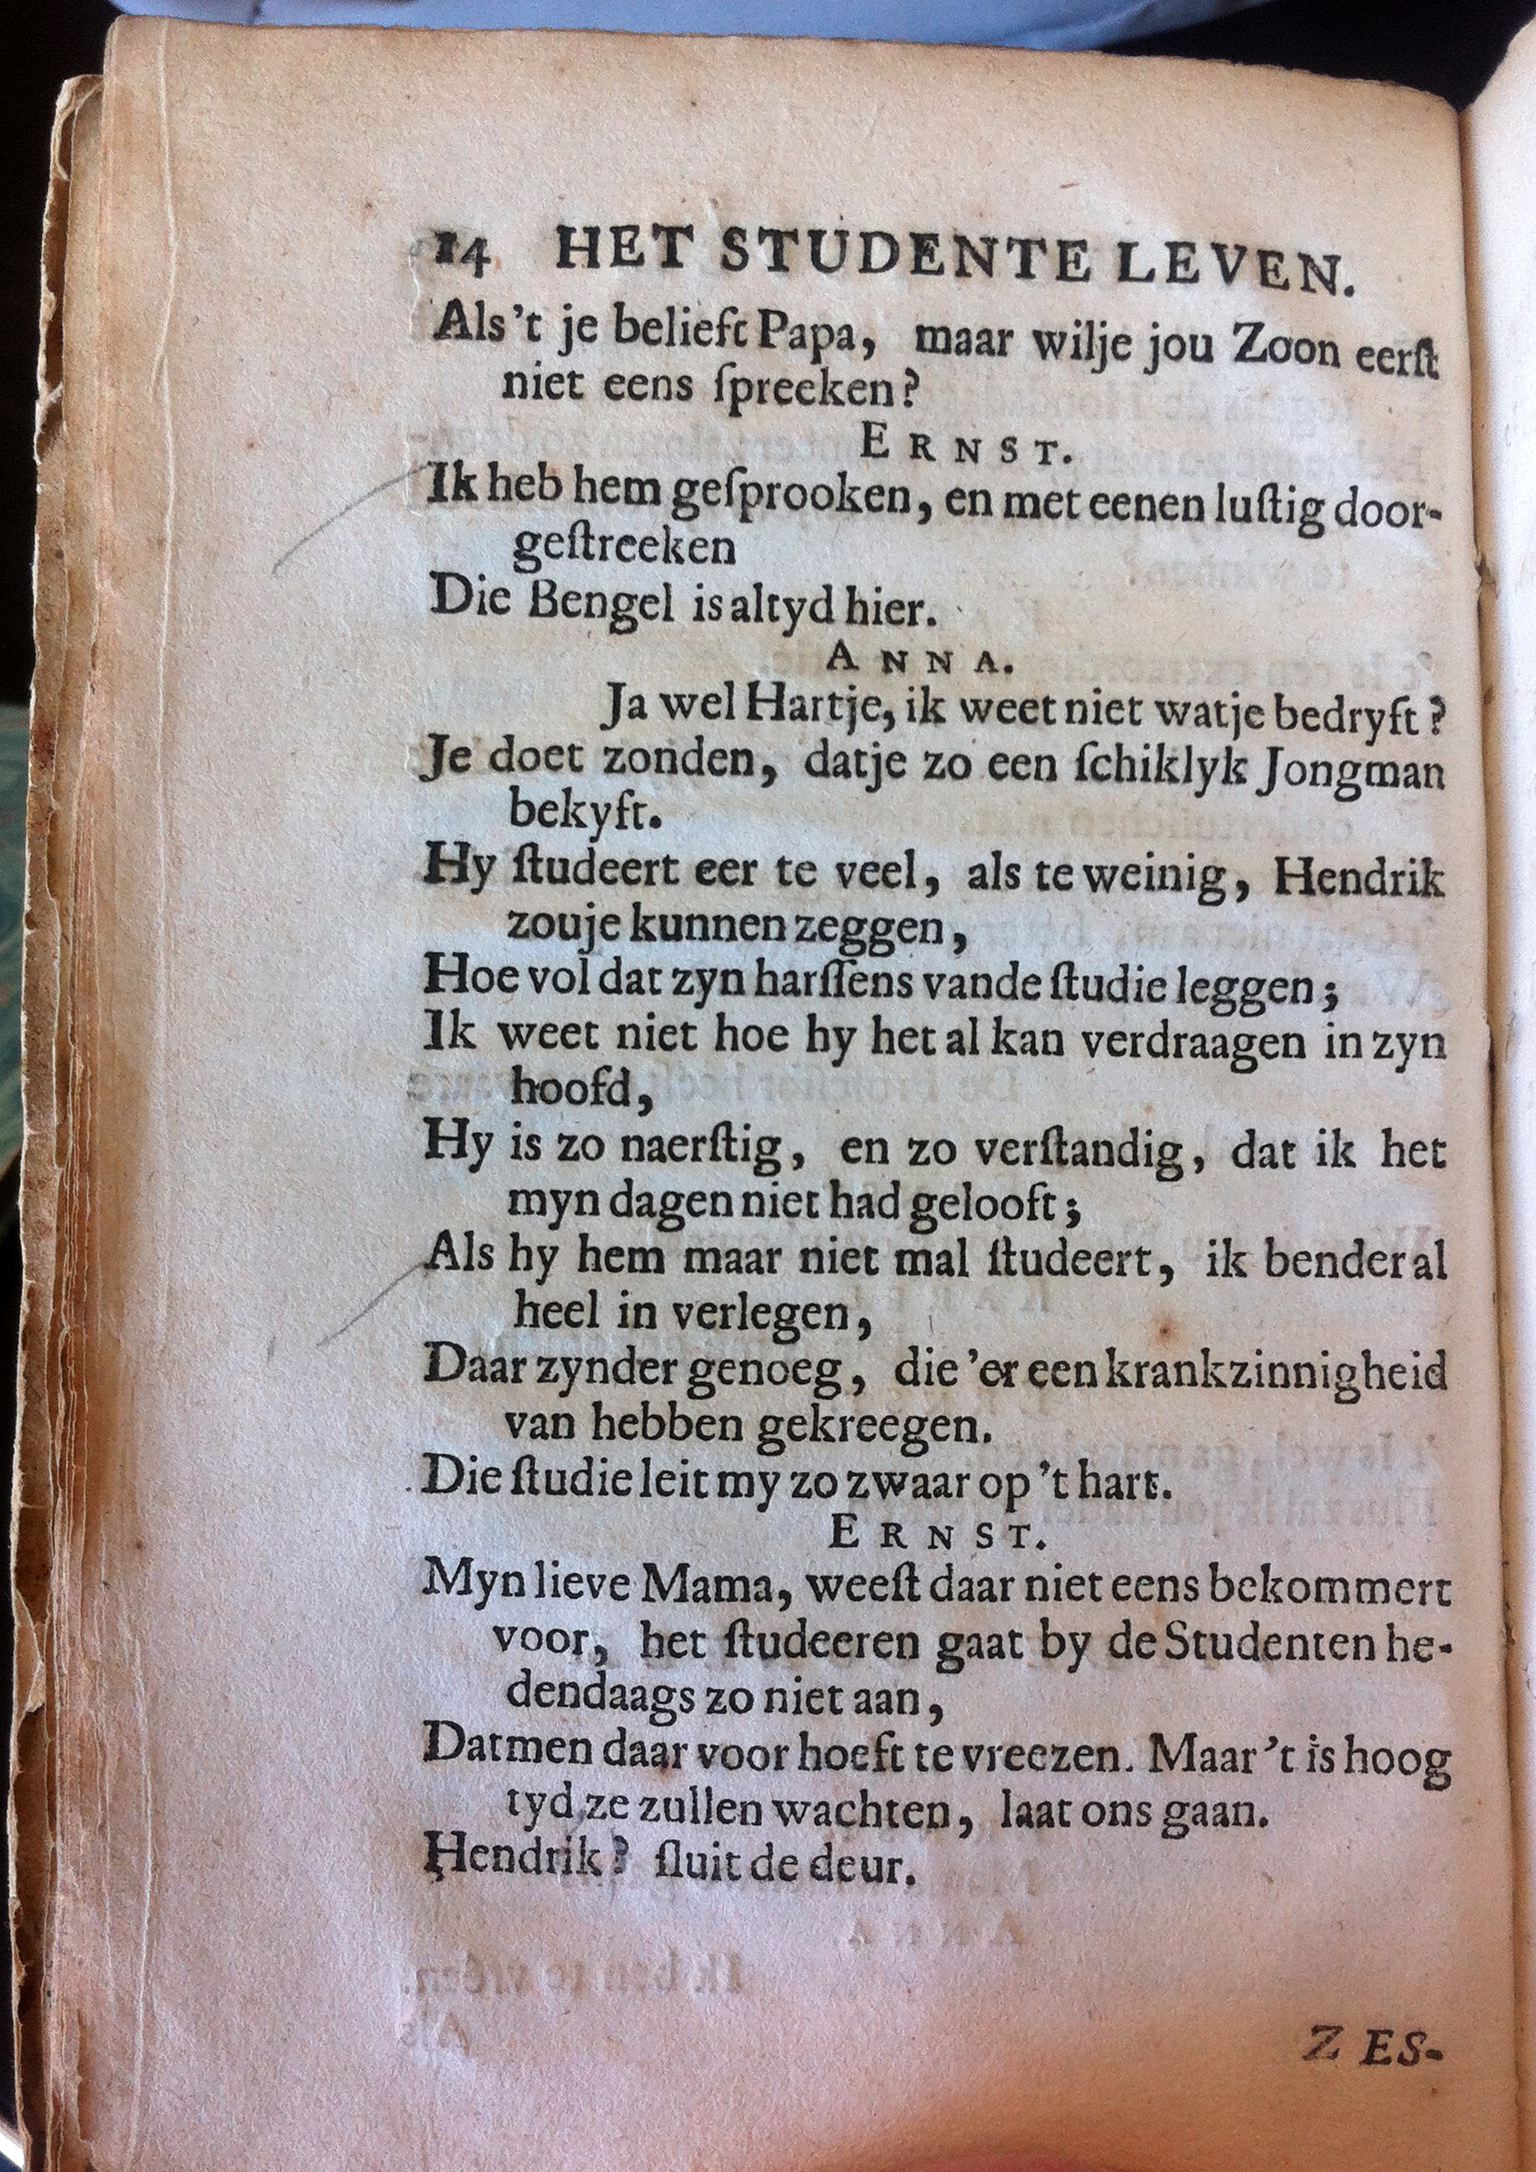 14 HET STUDENTE LEVEN.
Als 't je belieft Papa, maar wilje jou Zoon eerſt
niet eens ſpreeken?
ERNST.
Ik heb hem geſprooken, en met eenen luſtig door-
geſtreeken
Die Bengel is altyd hier.
ANNA.
Ja wel Hartje, ik weet niet watje bedryft?
Je doet zonden, datje zo een ſchiklyk Jongman
bekyft.
Hy ſtudeert eer te veel, als te weinig, Hendrik
zouje kunnen zeggen,
Hoe vol dat zyn harſſens vande ſtudie leggen;
Ik weet niet hoe hy het al kan verdraagen in zyn
hoofd,
Hy is zo naerſtig, en zo verſtandig, dat ik het
myn dagen niet had gelooft;
Als hy hem maar niet mal ſtudeert, ik bender al
heel in verlegen,
Daar zynder genoeg, die 'er een krankzinnigheid
van hebben gekreegen.
Die ſtudie leit my zo zwaar op 't hart.
ERNST.
Myn lieve Mama, weeſt daar niet eens bekommert
voor, het ſtudeeren gaat by de Studenten he-
dendaags zo niet aan,
Datmen daar voor hoeft te vreezen. Maar 't is hoog
tyd, ze zullen wachten, laat ons gaan.
Hendrik? ſluit de deur.
ZES-